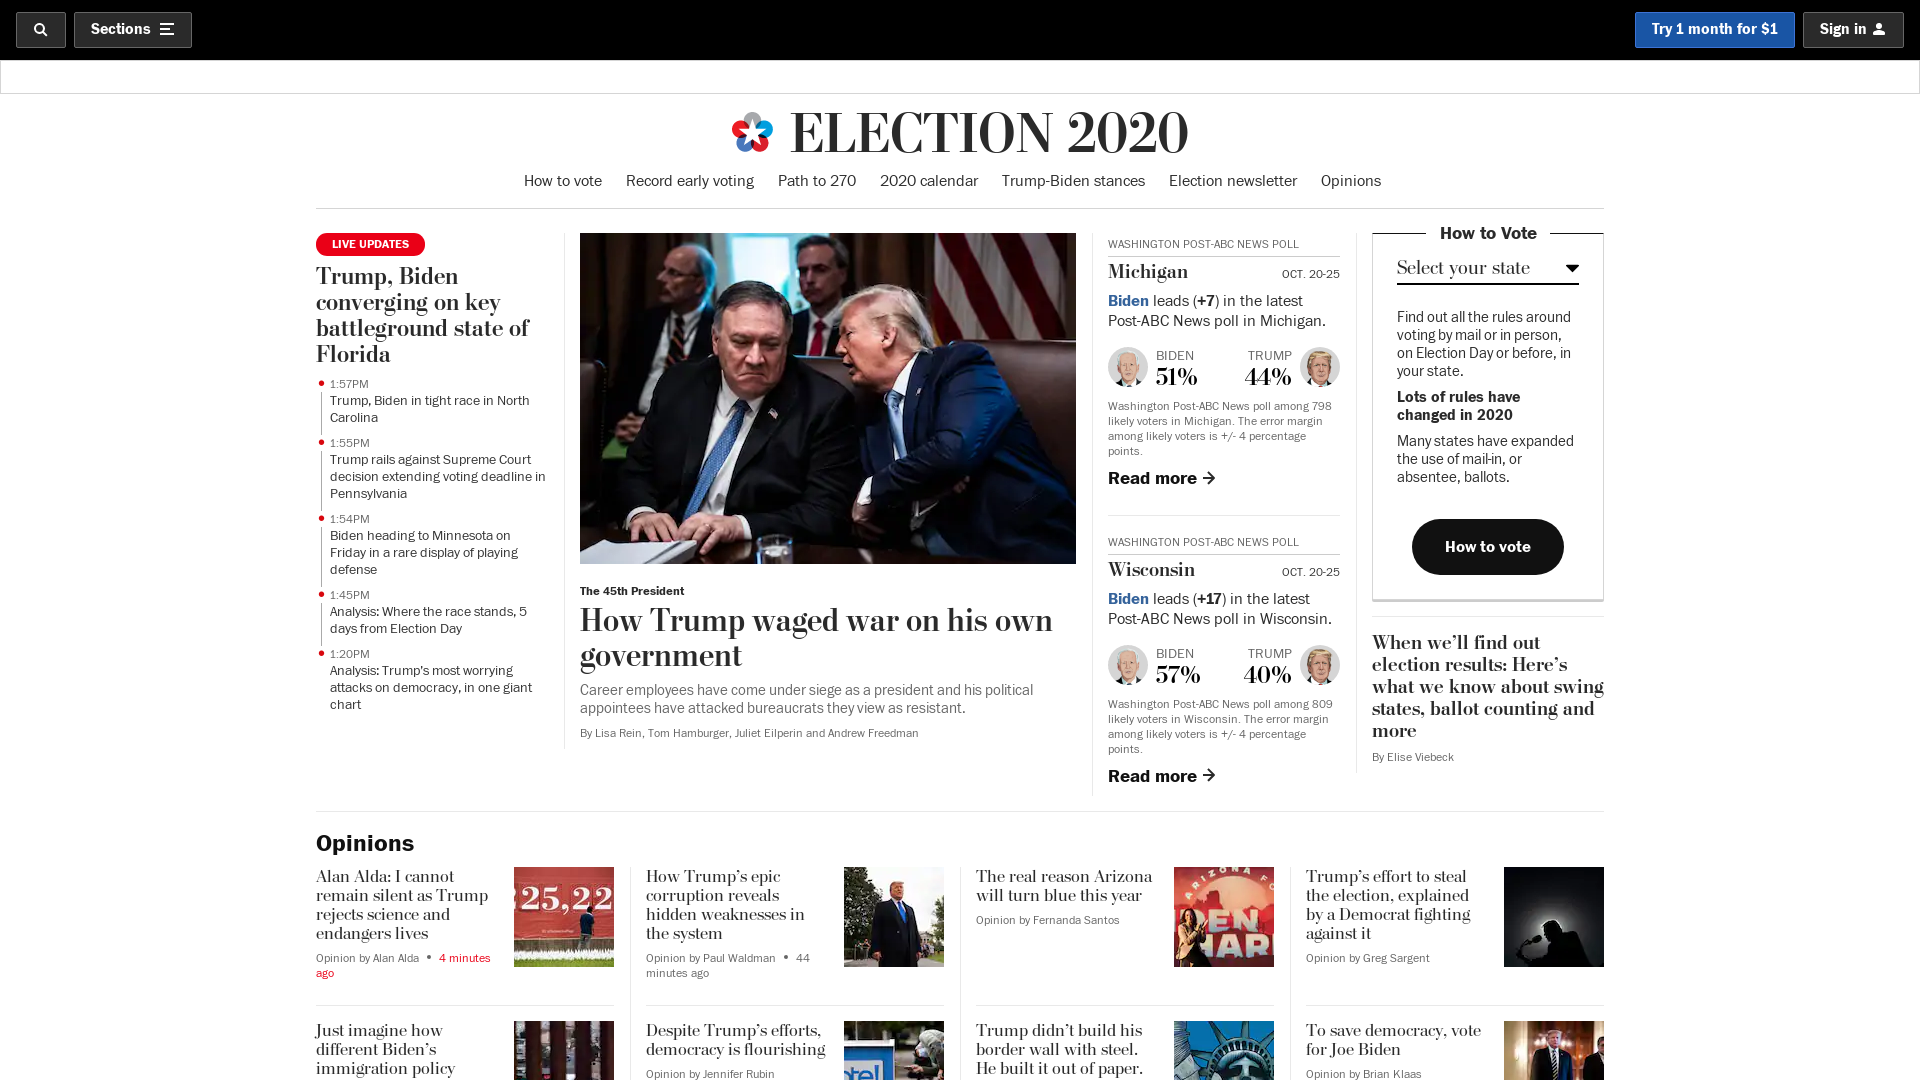 Sections
Try 1 month for $1
Sign in
ELECTION 2020
How to vote
Record early voting
Path to 270
2020 calendar
Trump-Biden stances
Election newsletter
Opinions
LIVE UPDATES
Trump, Biden
converging on key
battleground state of
Florida
1:57PM
Trump, Biden in tight race in North
Carolina
1:55PM
Trump rails against Supreme Court
decision extending voting deadline in
Pennsylvania
1:54PM
Biden heading to Minnesota on
Friday in a rare display of playing
defense
1:45PM
Analysis: Where the race stands, 5
days from Election Day
1:20PM
Analysis: Trump's most worrying
attacks on democracy, in one giant
chart
The 45th President
How Trump waged war on his own
government
Career employees have come under siege as a president and his political
appointees have attacked bureaucrats they view as resistant.
By Lisa Rein, Tom Hamburger, Juliet Eilperin and Andrew Freedman
WASHINGTON POST-ABC NEWS POLL
Michigan
OCT. 20-25
Biden leads (+7) in the latest
Post-ABC News poll in Michigan.
BIDEN
51%
TRUMP
44%
Washington Post-ABC News poll among 798
likely voters in Michigan. The error margin
among likely voters is +/- 4 percentage
points.
Read more →
WASHINGTON POST-ABC NEWS POLL
Wisconsin
OCT. 20-25
Biden leads (+17) in the latest
Post-ABC News poll in Wisconsin.
BIDEN
57%
TRUMP
40%
Washington Post-ABC News poll among 809
likely voters in Wisconsin. The error margin
among likely voters is +/- 4 percentage
points.
Read more →
How to Vote
Select your state
Find out all the rules around
voting by mail or in person,
on Election Day or before, in
your state.
Lots of rules have
changed in 2020
Many states have expanded
the use of mail-in, or
absentee, ballots.
How to vote
When we’ll find out
election results: Here’s
what we know about swing
states, ballot counting and
more
By Elise Viebeck
Opinions
Alan Alda: I cannot
remain silent as Trump
rejects science and
endangers lives
Opinion by Alan Alda • 4 minutes
ago
225,22
How Trump’s epic
corruption reveals
hidden weaknesses in
the system
Opinion by Paul Waldman • 44
minutes ago
The real reason Arizona
will turn blue this year
Opinion by Fernanda Santos
ARIZONA FO
DEN
HARI
Trump’s effort to steal
the election, explained
by a Democrat fighting
against it
Opinion by Greg Sargent
Just imagine how
different Biden’s
immigration policy
Despite Trump’s efforts,
democracy is flourishing
Opinion by Jennifer Rubin
ote!
Trump didn’t build his
border wall with steel.
He built it out of paper.
To save democracy, vote
for Joe Biden
Opinion by Brian Klaas